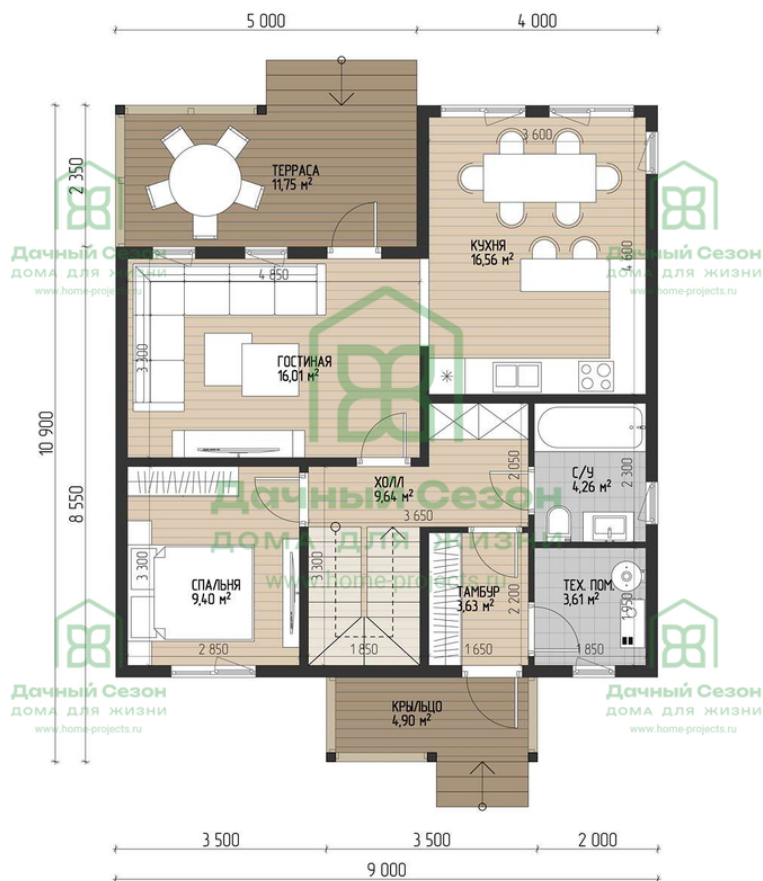 5 000
4 000
2 350
8 550
10 900
ТЕРРАСА
11,75 м²
3 600
КУХНЯ
16,56 м²
4 600
4 850
3 300
ГОСТИНАЯ
16,01 м²
ХОЛЛ
9,64 м²
3 650
2 050
С/У
4,26 м²
2 300
СПАЛЬНЯ
9,40 м²
3 300
2 850
3 300
1 850
ТАМБУР
3,63 м²
2 200
1 650
ТЕХ. ПОМ.
3,61 м²
1 950
1 850
КРЫЛЬЦО
4,90 м²
3 500
3 500
2 000
9 000
Дачный Сезон
ДОМА ДЛЯ ЖИЗНИ
www.home-projects.ru
Дачный Сезон
ДОМА ДЛЯ ЖИЗНИ
www.home-projects.ru
Дачный Сезон
ДОМА ДЛЯ ЖИЗНИ
www.home-projects.ru
Дачный Сезон
ДОМА ДЛЯ ЖИЗНИ
www.home-projects.ru
Дачный Сезон
ДОМА ДЛЯ ЖИЗНИ
www.home-projects.ru